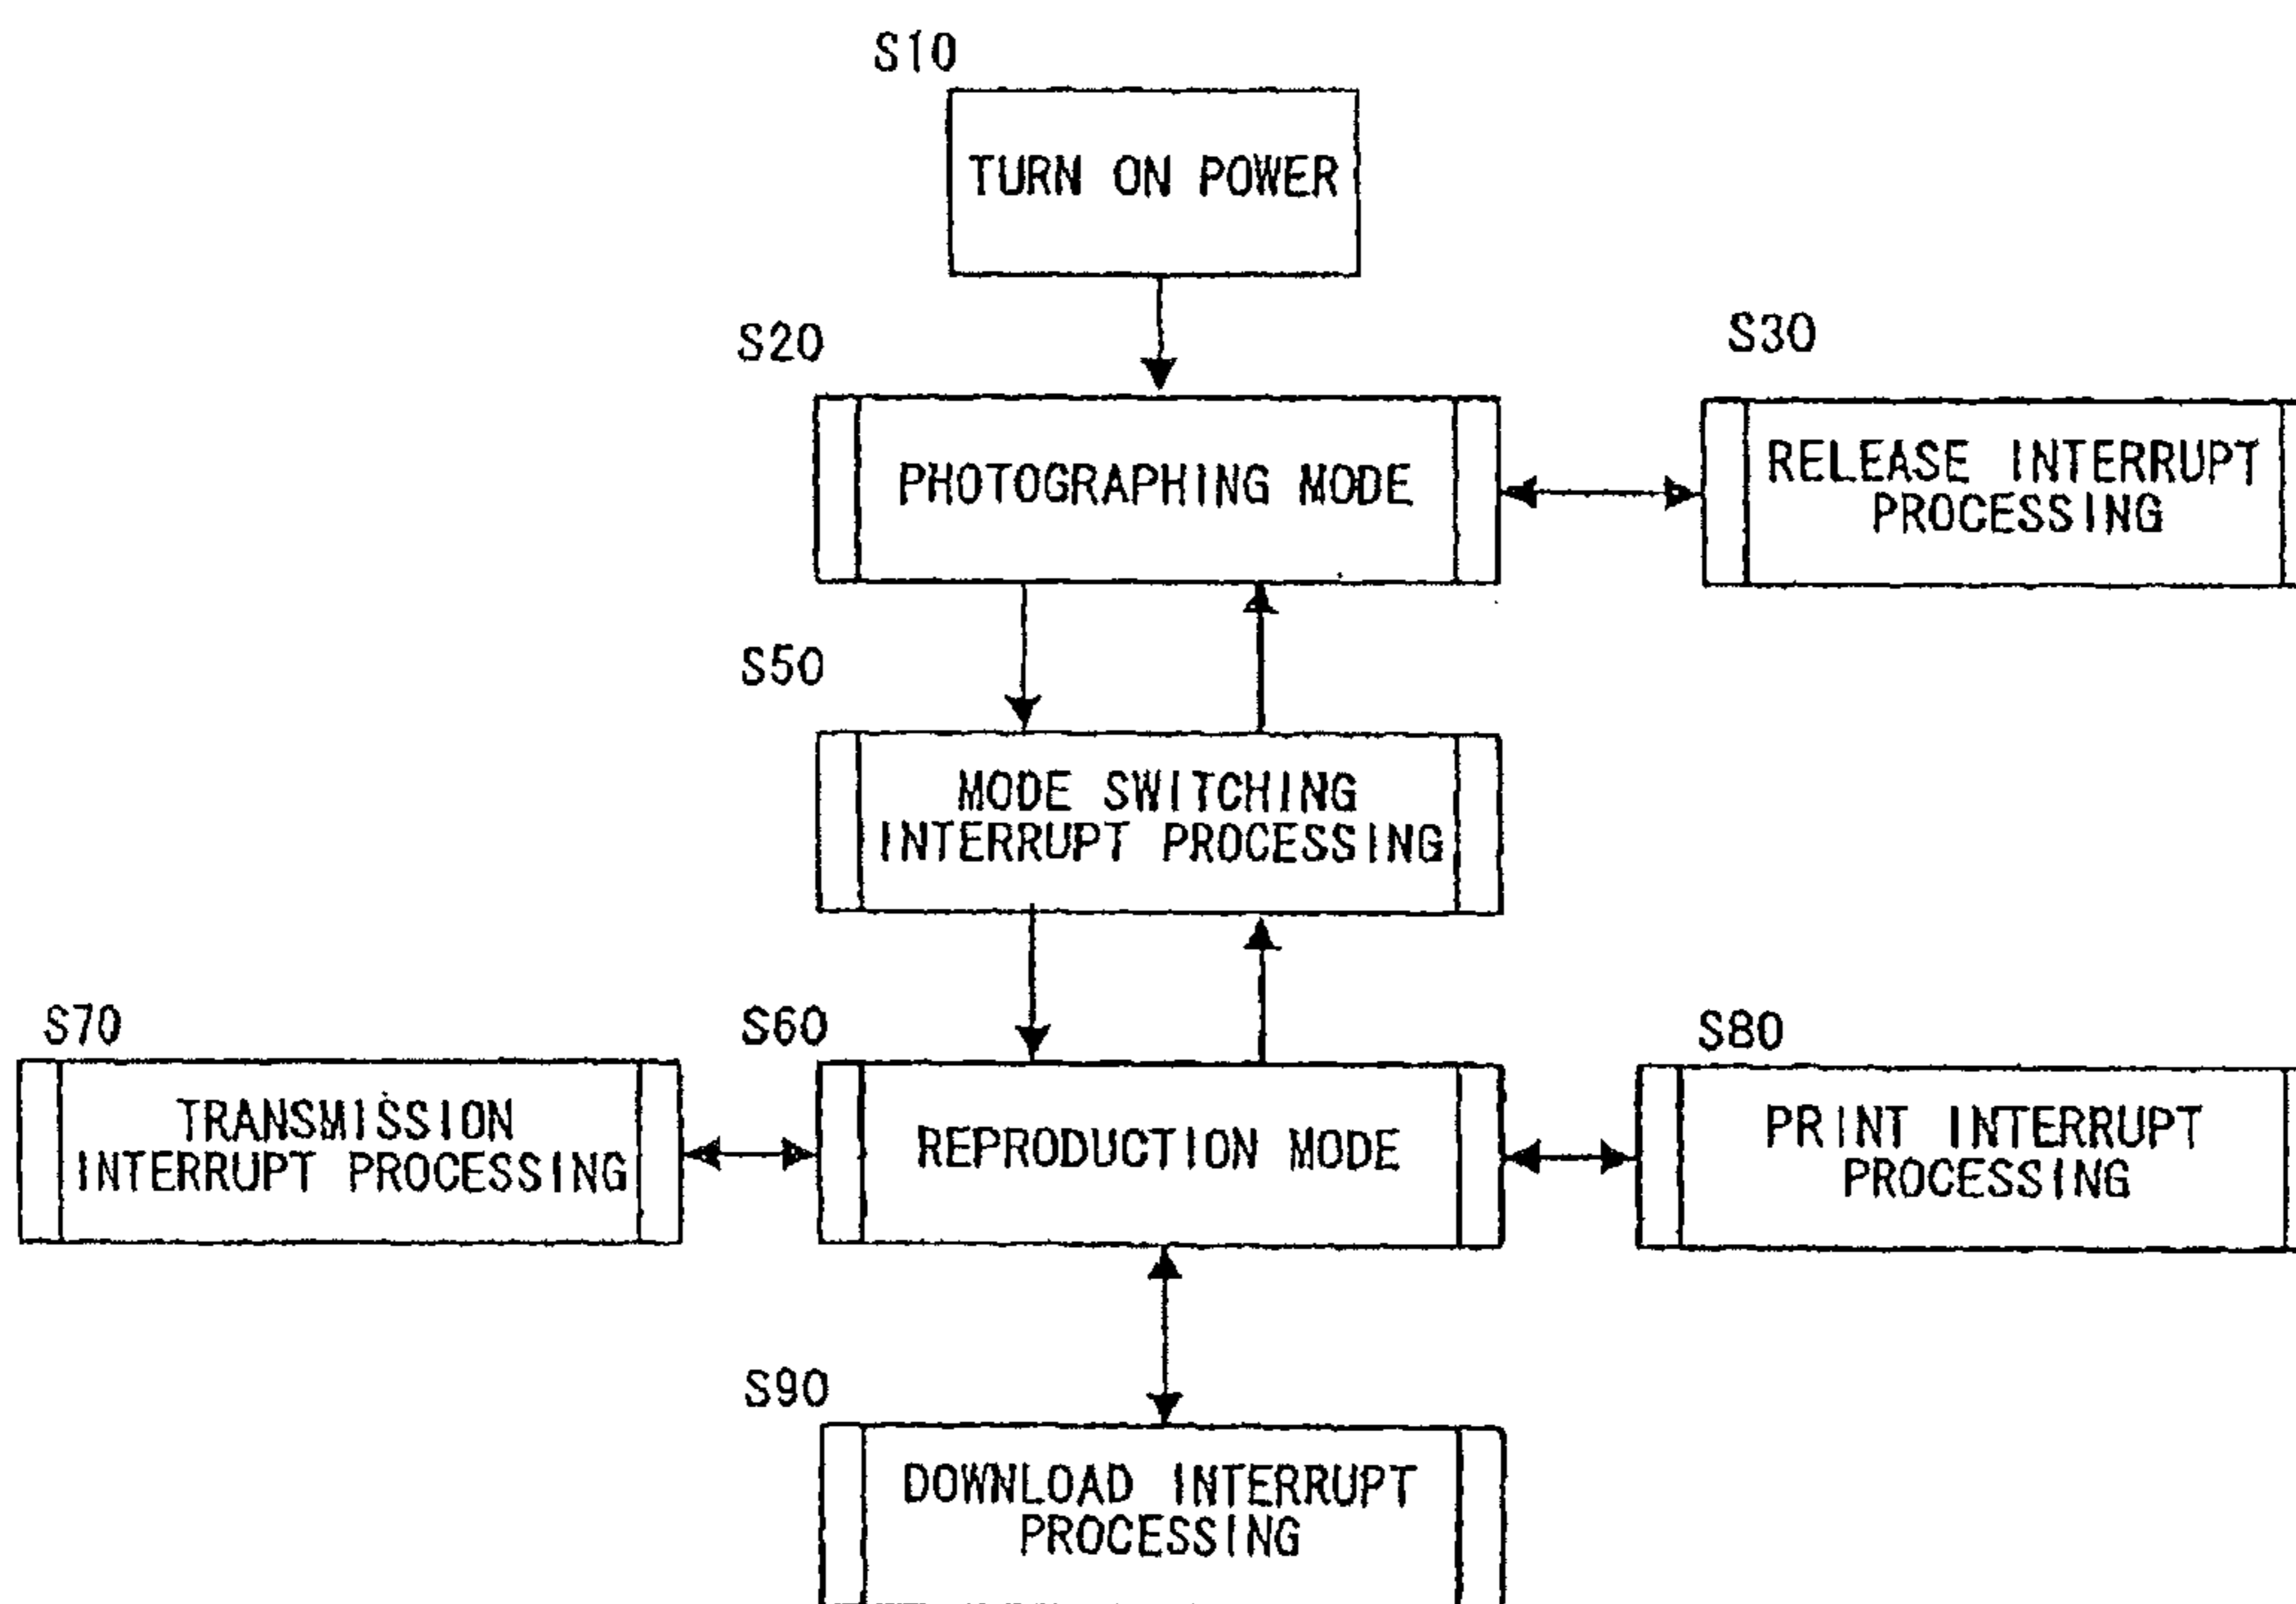 S10
TURN ON POWER
S20
PHOTOGRAPHING MODE
S30
RELEASE INTERRUPT
PROCESSING
S50
MODE SWITCHING
INTERRUPT PROCESSING
S70
TRANSMISSION
INTERRUPT PROCESSING
S60
REPRODUCTION MODE
S80
PRINT INTERRUPT
PROCESSING
S90
DOWNLOAD INTERRUPT
PROCESSING